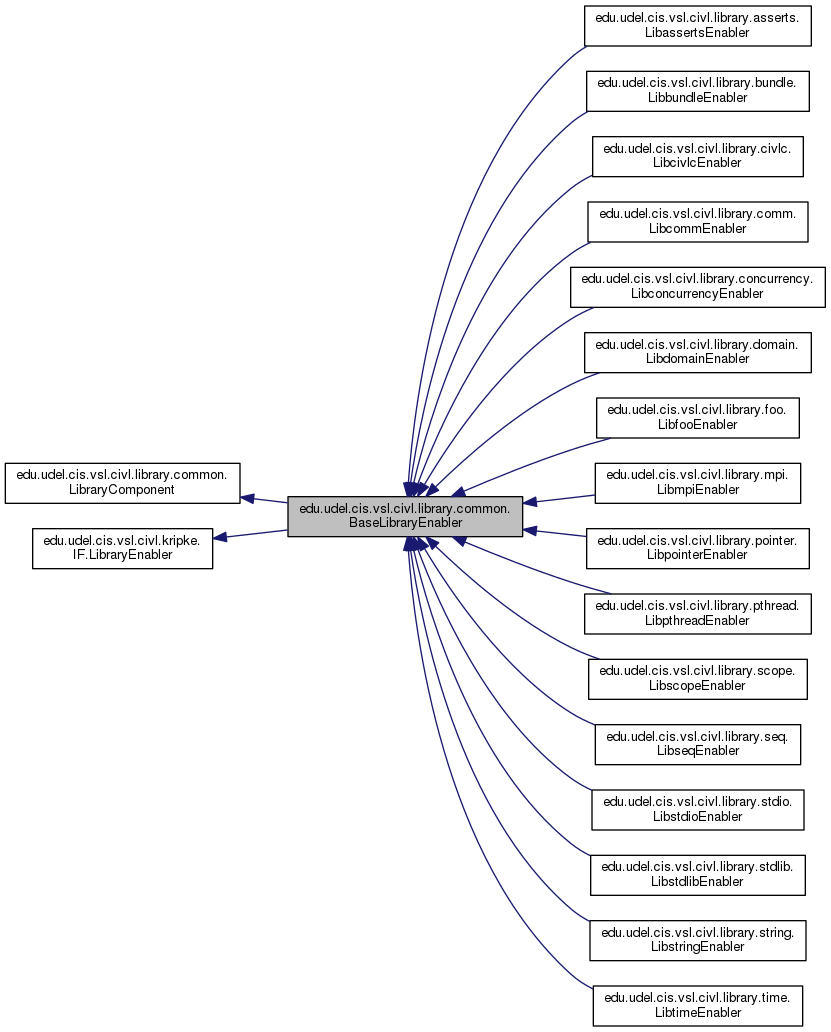 edu.udel.cis.vsl.civl.library.asserts.
LibassertsEnabler
edu.udel.cis.vsl.civl.library.bundle.
LibbundleEnabler
edu.udel.cis.vsl.civl.library.civlc.
LibcivlcEnabler
edu.udel.cis.vsl.civl.library.comm.
LibcommEnabler
edu.udel.cis.vsl.civl.library.concurrency.
LibconcurrencyEnabler
edu.udel.cis.vsl.civl.library.domain.
LibdomainEnabler
edu.udel.cis.vsl.civl.library.foo.
LibfooEnabler
edu.udel.cis.vsl.civl.library.common.
LibraryComponent
edu.udel.cis.vsl.civl.library.mpi.
LibmpiEnabler
edu.udel.cis.vsl.civl.library.common.
BaseLibraryEnabler
edu.udel.cis.vsl.civl.kripke.
IF.LibraryEnabler
edu.udel.cis.vsl.civl.library.pointer.
LibpointerEnabler
edu.udel.cis.vsl.civl.library.pthread.
LibpthreadEnabler
edu.udel.cis.vsl.civl.library.scope.
LibscopeEnabler
edu.udel.cis.vsl.civl.library.seq.
LibseqEnabler
edu.udel.cis.vsl.civl.library.stdio.
LibstdioEnabler
edu.udel.cis.vsl.civl.library.stdlib.
LibstdlibEnabler
edu.udel.cis.vsl.civl.library.string.
LibstringEnabler
edu.udel.cis.vsl.civl.library.time.
LibtimeEnabler